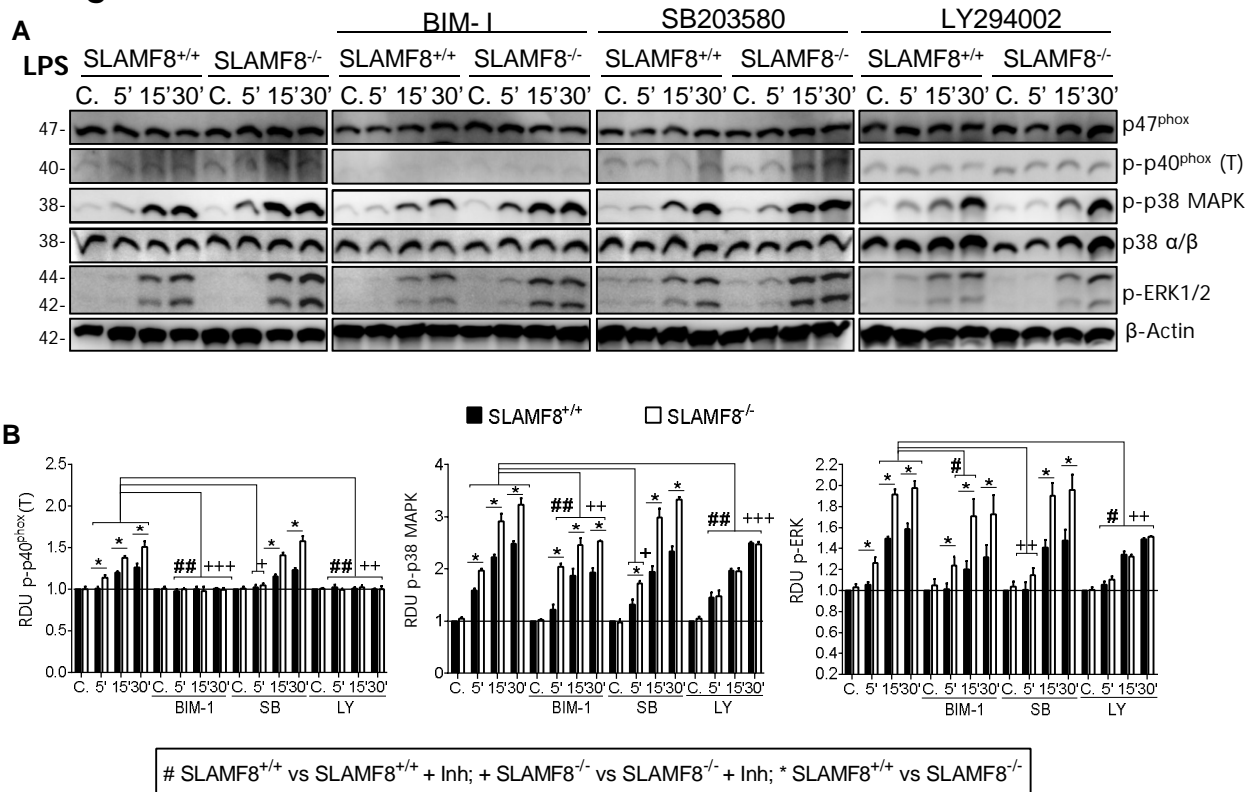 A
BIM- I SB203580 LY294002
LPS SLAMF8+/+ SLAMF8-/- SLAMF8+/+ SLAMF8-/- SLAMF8+/+ SLAMF8-/- SLAMF8+/+ SLAMF8-/-
C. 5' 15'30' C. 5' 15'30' C. 5' 15'30' C. 5' 15'30' C. 5' 15'30' C. 5' 15'30' C. 5' 15'30' C. 5' 15'30'
47- p47phox
40- p-p40phox (T)
38- p-p38 MAPK
38- p38 α/β
44-
42- p-ERK1/2
42- β-Actin
SLAMF8+/+ SLAMF8-/-
B
RDU p-p40phox (T)
2.5
2.0
1.5
1.0
0.5
0.0
* * *
## +++
+ * *
## ++
C. 5' 15'30' C. 5' 15'30' C. 5' 15'30' C. 5' 15'30'
BIM-1 SB LY
RDU p-p38 MAPK
4
3
2
1
0
* * *
## ++
* * *
+
* * *
## +++
C. 5' 15'30' C. 5' 15'30' C. 5' 15'30' C. 5' 15'30'
BIM-1 SB LY
RDU p-ERK
2.2
2.0
1.8
1.6
1.4
1.2
1.0
0.8
0.6
0.4
0.2
* * *
#
* * *
++
* *
# ++
C. 5' 15'30' C. 5' 15'30' C. 5' 15'30' C. 5' 15'30'
BIM-1 SB LY
# SLAMF8+/+ vs SLAMF8+/+ + Inh; + SLAMF8-/- vs SLAMF8-/- + Inh; * SLAMF8+/+ vs SLAMF8-/-